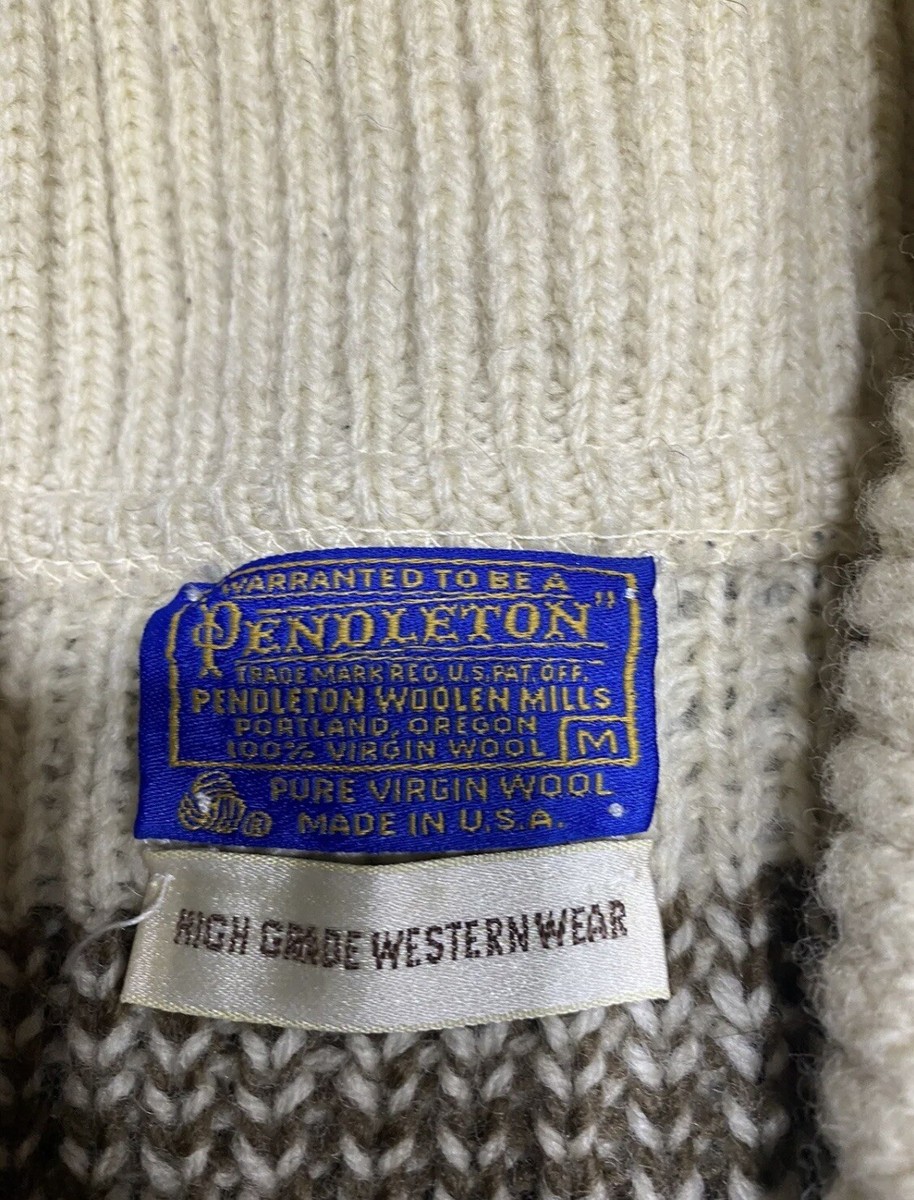 WARRANTED TO BE A
PENDLETON"
TRADE MARK REG. U.S. PAT. OFF.
PENDLETON WOOLEN MILLS
PORTLAND, OREGON
100% VIRGIN WOOL M
PURE VIRGIN WOOL
® MADE IN U.S.A.
HIGH GRADE WESTERN WEAR